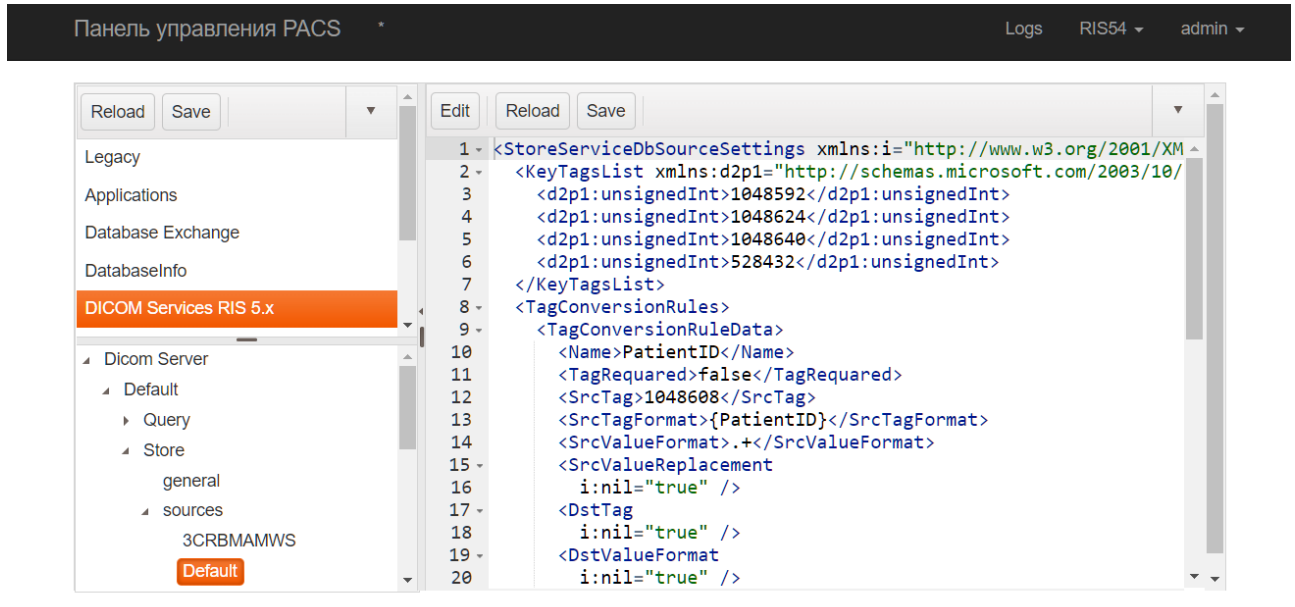 Панель управления PACS * Logs RIS54 admin
Reload Save
Legacy
Applications
Database Exchange
DatabaseInfo
DICOM Services RIS 5.x
Dicom Server
Default
Query
Store
general
sources
3CRBMAMWS
Default
Edit Reload Save
1 <StoreServiceDbSourceSettings xmlns:i="http://www.w3.org/2001/XM
2 <KeyTagsList xmlns:d2p1="http://schemas.microsoft.com/2003/10/
3 <d2p1:unsignedInt>1048592</d2p1:unsignedInt>
4 <d2p1:unsignedInt>1048624</d2p1:unsignedInt>
5 <d2p1:unsignedInt>1048640</d2p1:unsignedInt>
6 <d2p1:unsignedInt>528432</d2p1:unsignedInt>
7 </KeyTagsList>
8 <TagConversionRules>
9 <TagConversionRuleData>
10 <Name>PatientID</Name>
11 <TagRequared>false</TagRequared>
12 <SrcTag>1048608</SrcTag>
13 <SrcTagFormat>{PatientID}</SrcTagFormat>
14 <SrcValueFormat>.+</SrcValueFormat>
15 <SrcValueReplacement
16 i:nil="true" />
17 <DstTag
18 i:nil="true" />
19 <DstValueFormat
20 i:nil="true" />